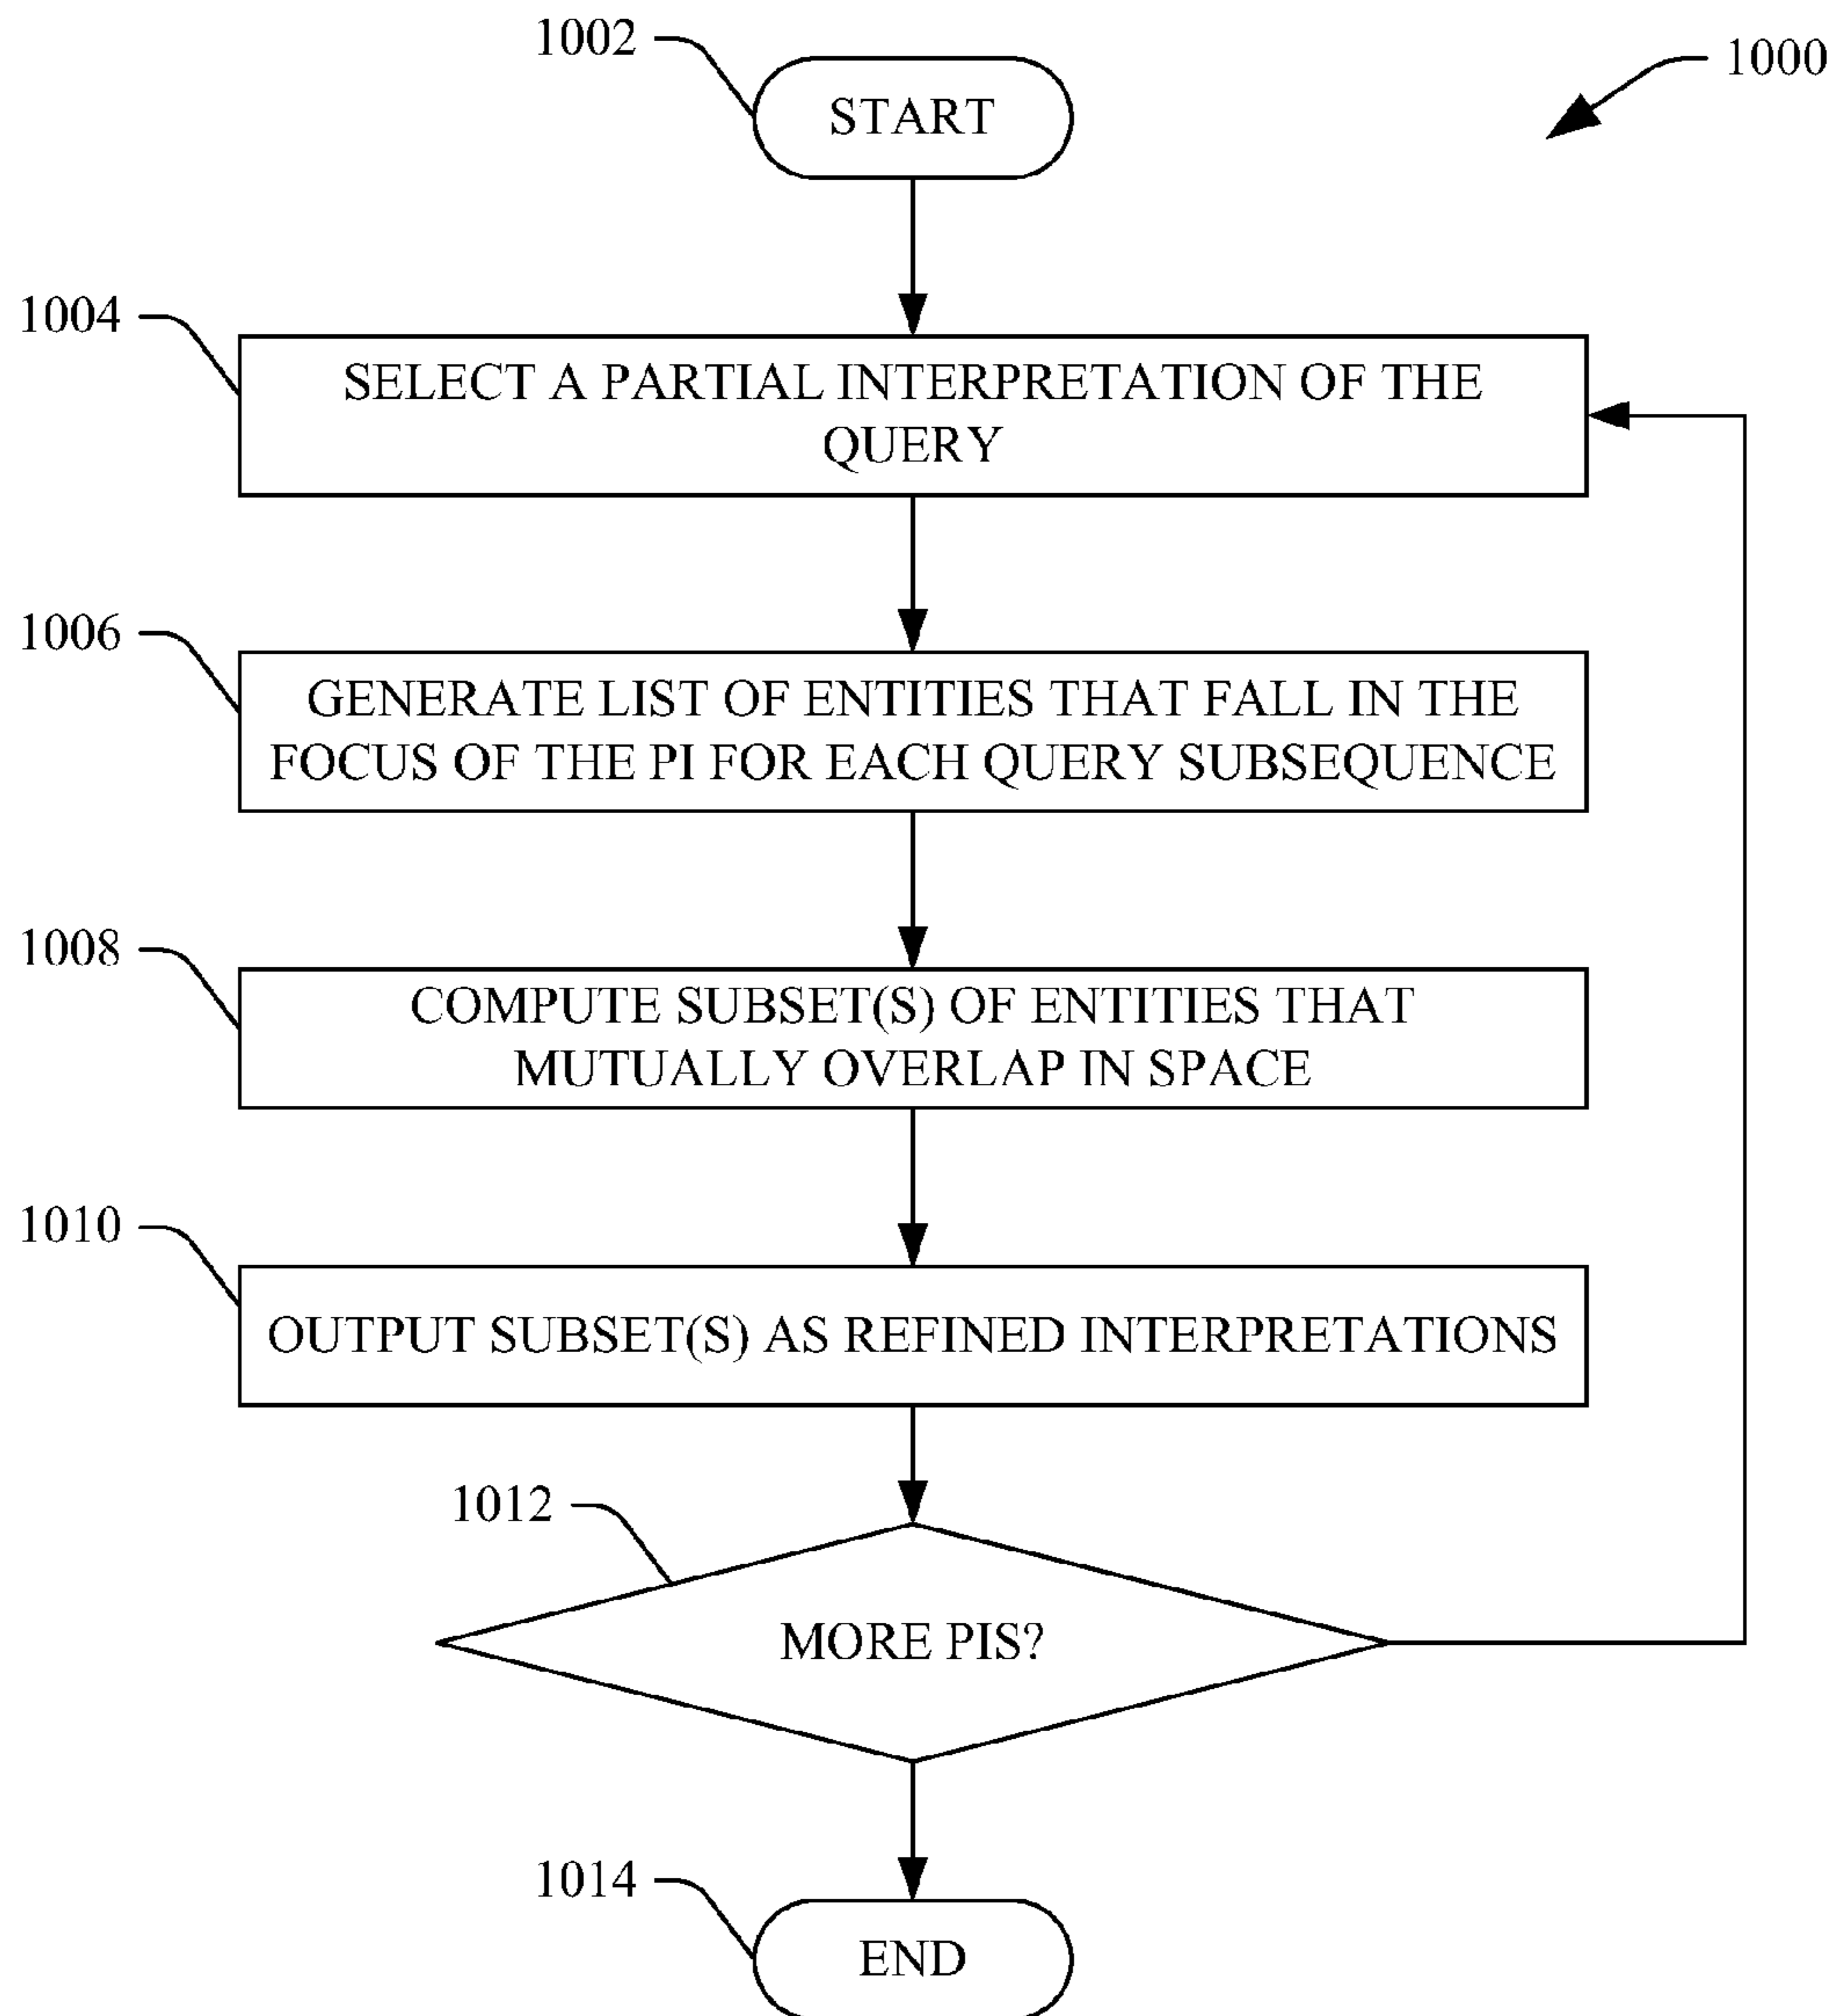 1002
1000
START
1004
SELECT A PARTIAL INTERPRETATION OF THE
QUERY
1006
GENERATE LIST OF ENTITIES THAT FALL IN THE
FOCUS OF THE PI FOR EACH QUERY SUBSEQUENCE
1008
COMPUTE SUBSET(S) OF ENTITIES THAT
MUTUALLY OVERLAP IN SPACE
1010
OUTPUT SUBSET(S) AS REFINED INTERPRETATIONS
1012
MORE PIS?
1014
END